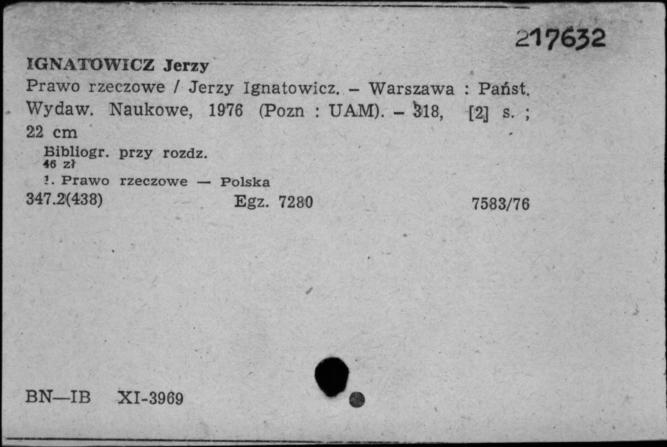 217632
IGNATOWICZ Jerzy
Prawo rzeczowe / Jerzy Ignatowicz. – Warszawa : Państ.
Wydaw. Naukowe, 1976 (Pozn : UAM). – 318, [2] s. ;
22 cm
Bibliogr. przy rozdz.
46 zł
1. Prawo rzeczowe — Polska
347.2(438) Egz. 7280 7583/76
BN—IB XI-3969